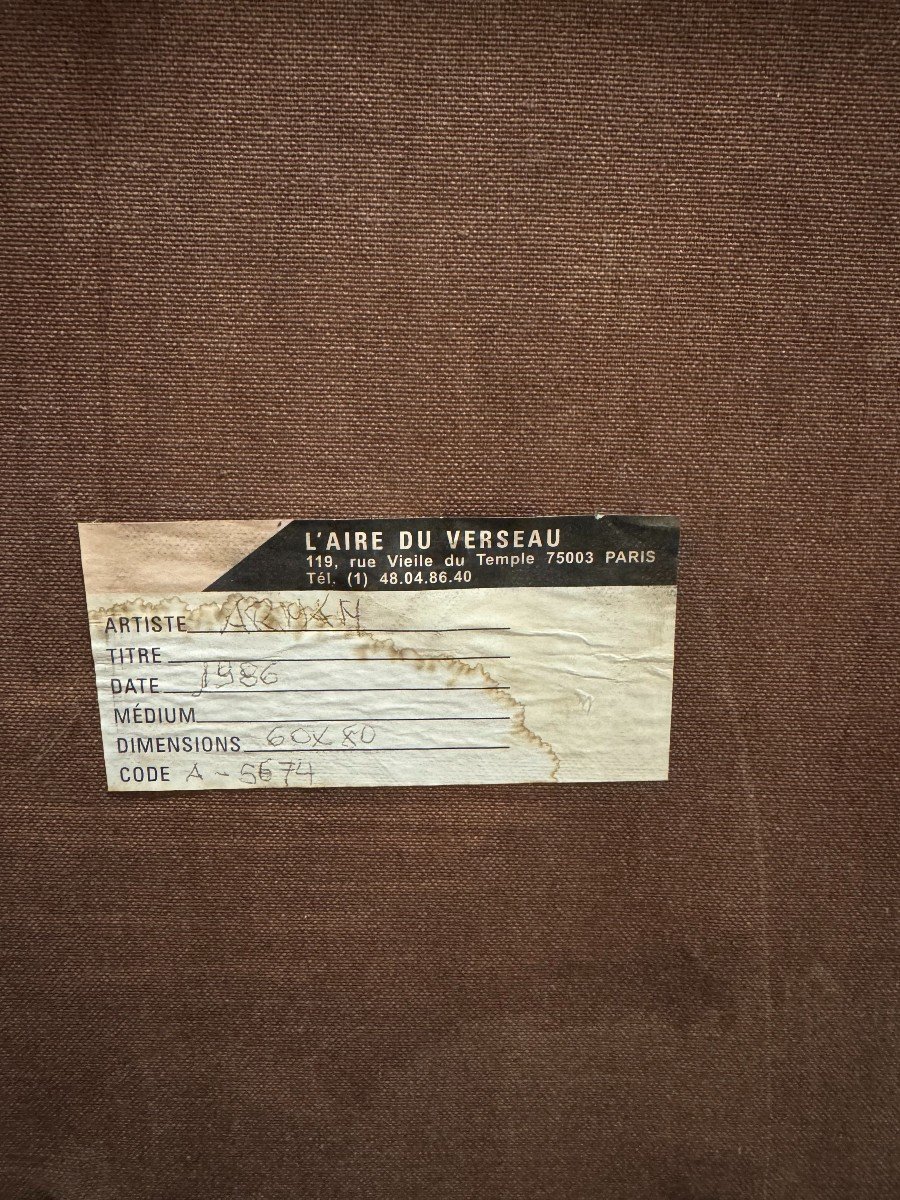 L'AIRE DU VERSEAU
119, rue Vieile du Temple 75003 PARIS
Tél. (1) 48.04.86.40
ARTISTE ARMAN
TITRE
DATE 1986
MÉDIUM
DIMENSIONS 60X80
CODE A - 5674